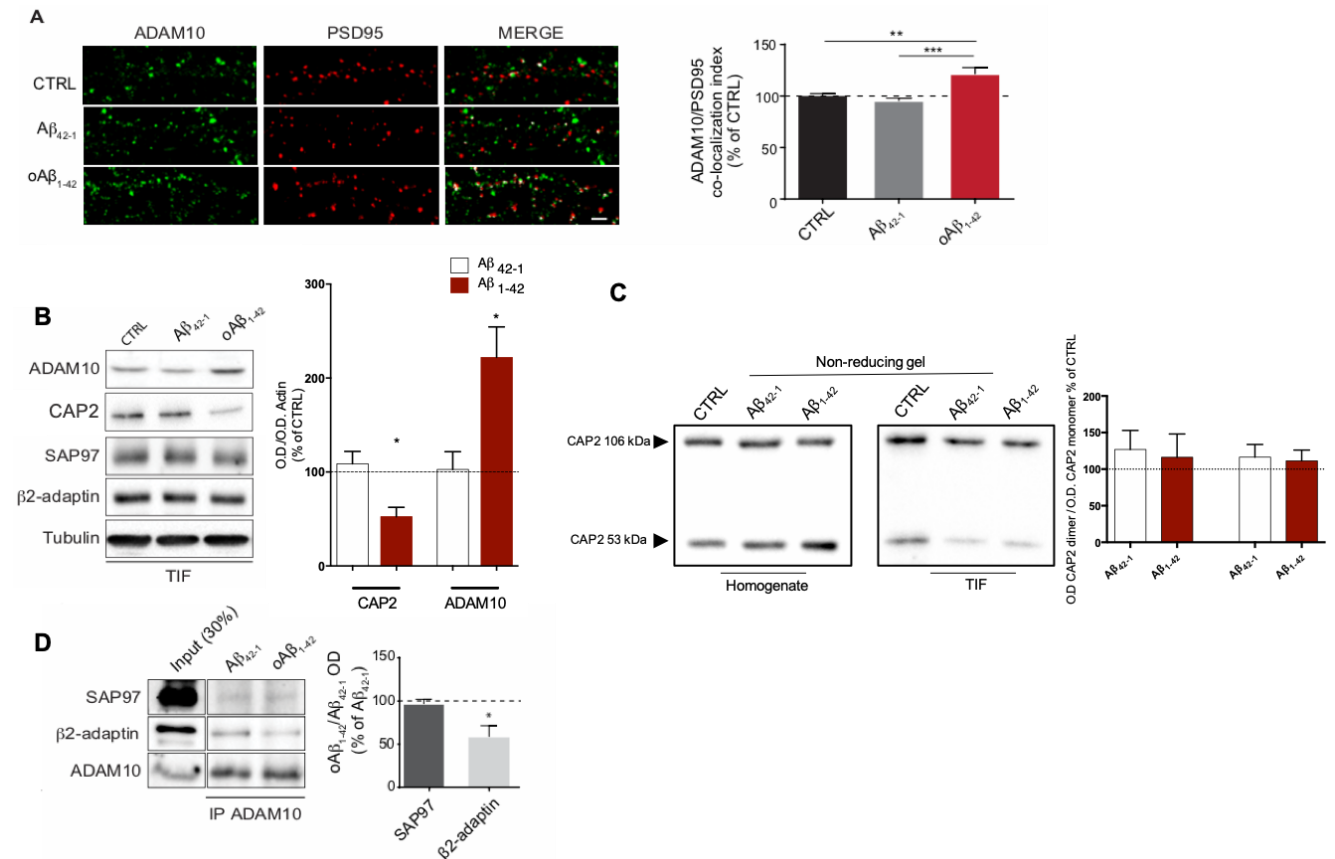 A
ADAM10 PSD95 MERGE
CTRL
Aβ42-1
oAβ1-42
ADAM10/PSD95
co-localization index
(% of CTRL)
150
100
50
0
**
***
CTRL Aβ42-1 oAβ1-42
B
CTRL Aβ42-1 oAβ1-42
ADAM10
CAP2
SAP97
β2-adaptin
Tubulin
TIF
Aβ 42-1
Aβ 1-42
O.D./O.D. Actin
(% of CTRL)
300
200
100
0
*
*
CAP2 ADAM10
C
Non-reducing gel
CTRL Aβ42-1 Aβ1-42 CTRL Aβ42-1 Aβ1-42
CAP2 106 kDa
CAP2 53 kDa
Homogenate TIF
O.D CAP2 dimer / O.D. CAP2 monomer % of CTRL
200
150
100
50
0
Aβ42-1 Aβ1-42 Aβ42-1 Aβ1-42
D
Input (30%) Aβ42-1 oAβ1-42
SAP97
β2-adaptin
ADAM10
IP ADAM10
oAβ1-42/Aβ42-1 OD
(% of Aβ42-1)
150
100
50
0
*
SAP97 β2-adaptin